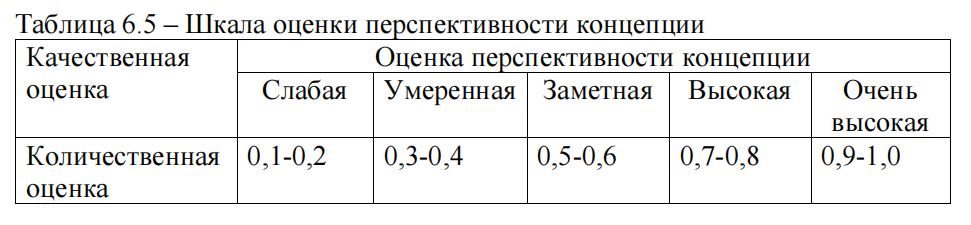 Таблица 6.5 – Шкала оценки перспективности концепции
Качественная оценка
Оценка перспективности концепции
Слабая Умеренная Заметная Высокая Очень высокая
Количественная оценка
0,1-0,2 0,3-0,4 0,5-0,6 0,7-0,8 0,9-1,0